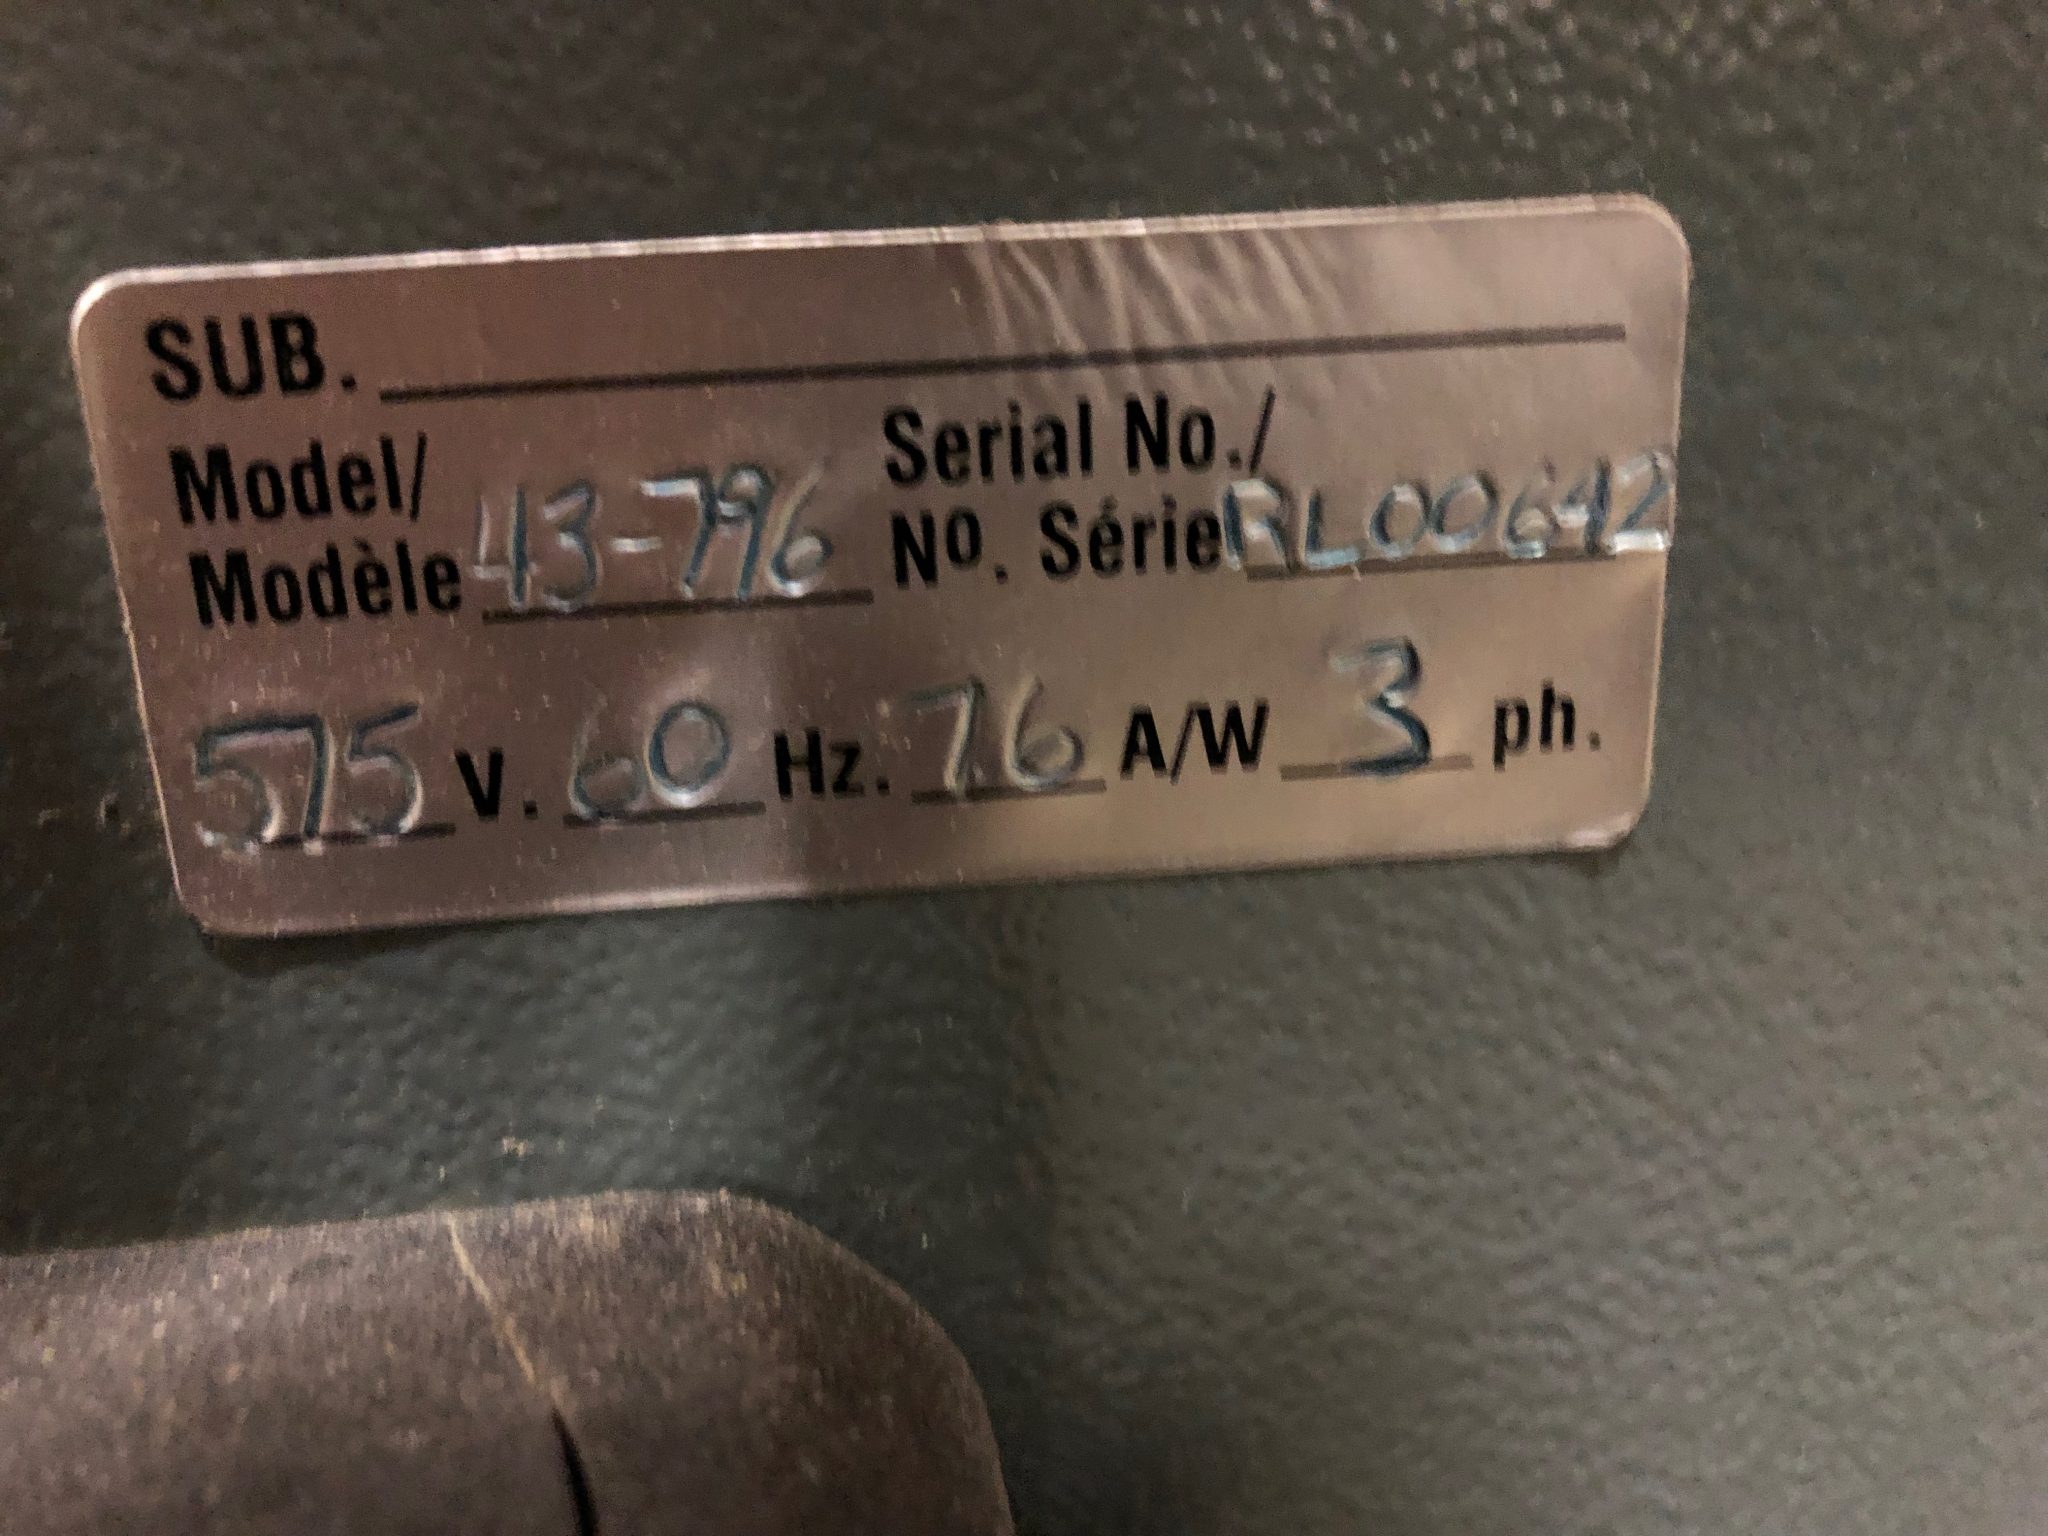 SUB.
Model/ Serial No./
Modèle 43-796 No. Série RL00642
575 V. 60 Hz. 7.6 A/W 3 ph.